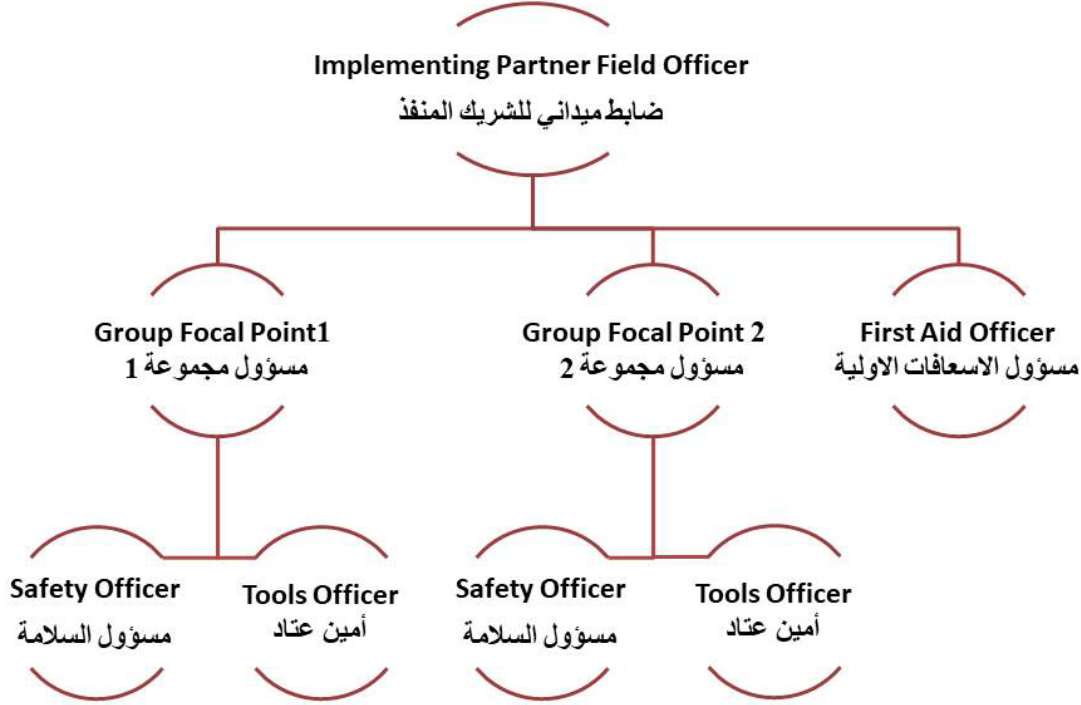 Implementing Partner Field Officer
ضابط ميداني للشريك المنفذ
Group Focal Point1
مسؤول مجموعة 1
Group Focal Point 2
مسؤول مجموعة 2
First Aid Officer
مسؤول الاسعافات الاولية
Safety Officer
مسؤول السلامة
Tools Officer
أمين عتاد
Safety Officer
مسؤول السلامة
Tools Officer
أمين عتاد